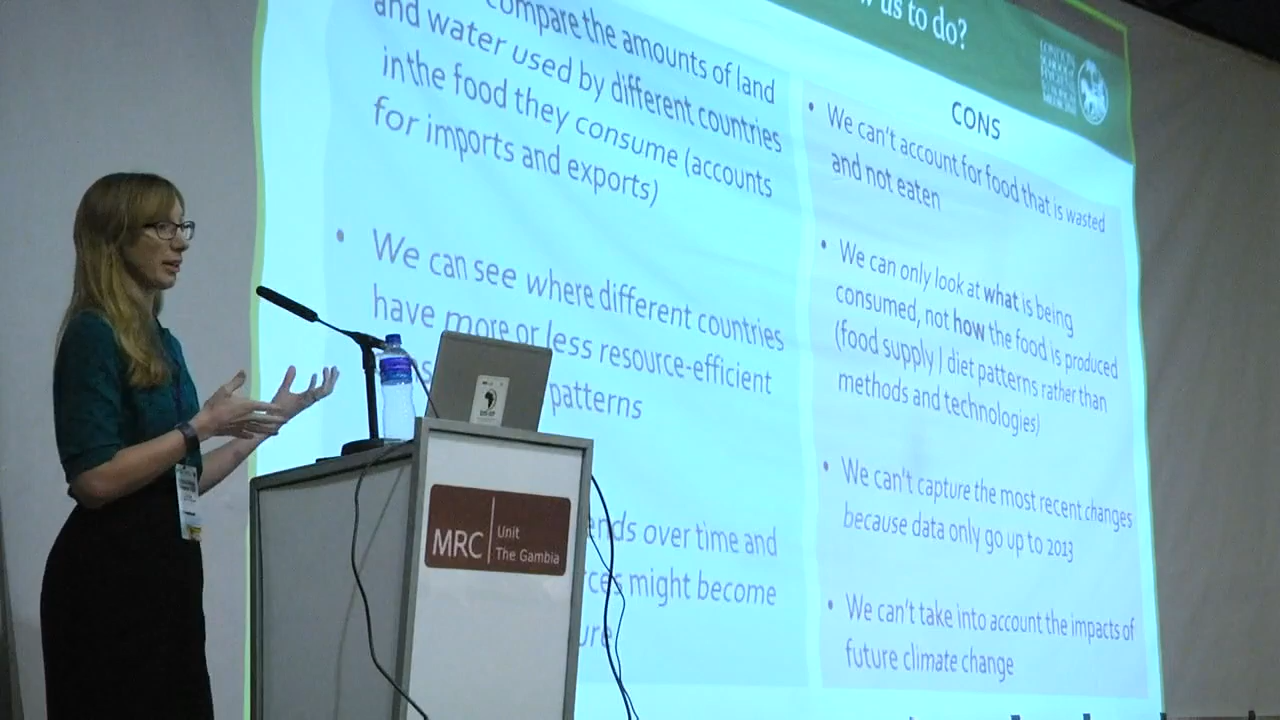 us to do?
LONDON
compare the amounts of land
and water used by different countries
in the food they consume (accounts
for imports and exports)
• We can see where different countries
have more or less resource-efficient
patterns
over time and
might become
CONS
• We can't account for food that is wasted
and not eaten
• We can only look at what is being
consumed, not how the food is produced
(food supply | diet patterns rather than
methods and technologies)
• We can't capture the most recent changes
because data only go up to 2013
• We can't take into account the impacts of
future climate change
MRC
Unit
The Gambia